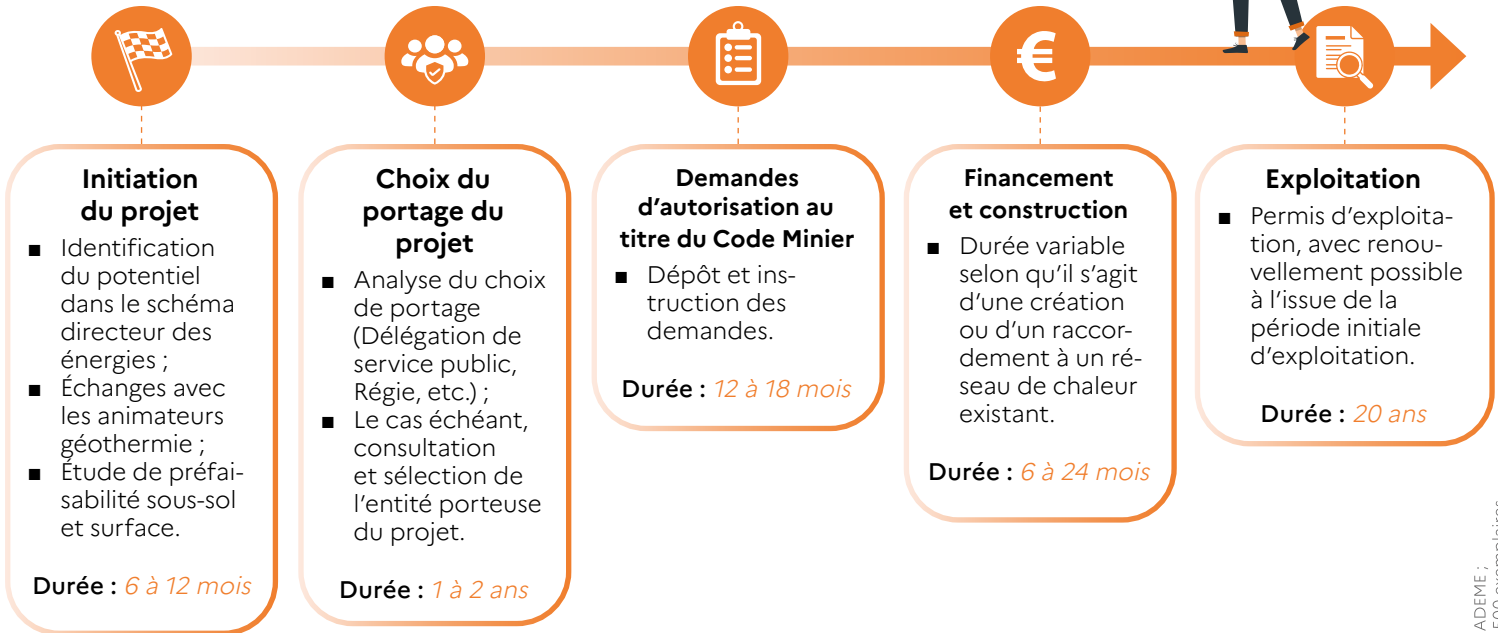 €
Initiation
du projet
■ Identification
du potentiel
dans le schéma
directeur des
énergies ;
■ Échanges avec
les animateurs
géothermie ;
■ Étude de préfai-
sabilité sous-sol
et surface.
Durée : 6 à 12 mois
Choix du
portage du
projet
■ Analyse du choix
de portage
(Délégation de
service public,
Régie, etc.) ;
■ Le cas échéant,
consultation
et sélection de
l'entité porteuse
du projet.
Durée : 1 à 2 ans
Demandes
d'autorisation au
titre du Code Minier
■ Dépôt et ins-
truction des
demandes.
Durée : 12 à 18 mois
Financement
et construction
■ Durée variable
selon qu'il s'agit
d'une création
ou d'un raccor-
dement à un ré-
seau de chaleur
existant.
Durée : 6 à 24 mois
Exploitation
■ Permis d'exploita-
tion, avec renou-
vellement possible
à l'issue de la
période initiale
d'exploitation.
Durée : 20 ans
ADEME ;
500 exemplaires